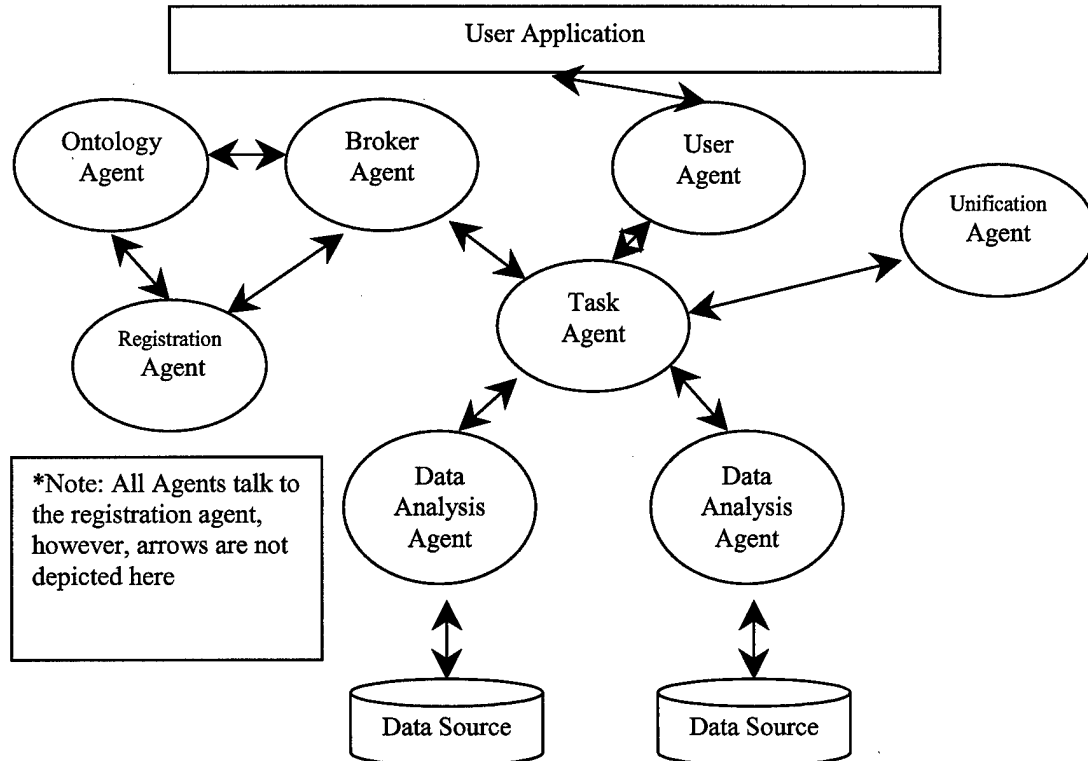 User Application
Ontology
Agent
Broker
Agent
User
Agent
Unification
Agent
Registration
Agent
Task
Agent
*Note: All Agents talk to
the registration agent,
however, arrows are not
depicted here
Data
Analysis
Agent
Data
Analysis
Agent
Data Source
Data Source